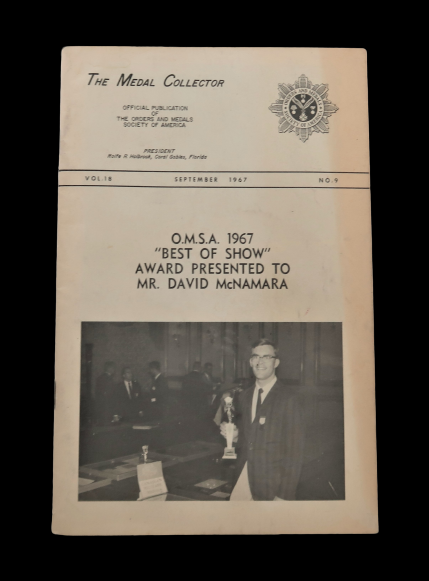 THE MEDAL COLLECTOR
OFFICIAL PUBLICATION
OF
THE ORDERS AND MEDALS
SOCIETY OF AMERICA
PRESIDENT
Rolfe R. Holbrook, Coral Gables, Florida
VOL. 18 SEPTEMBER 1967 NO. 9
O.M.S.A. 1967
"BEST OF SHOW"
AWARD PRESENTED TO
MR. DAVID McNAMARA